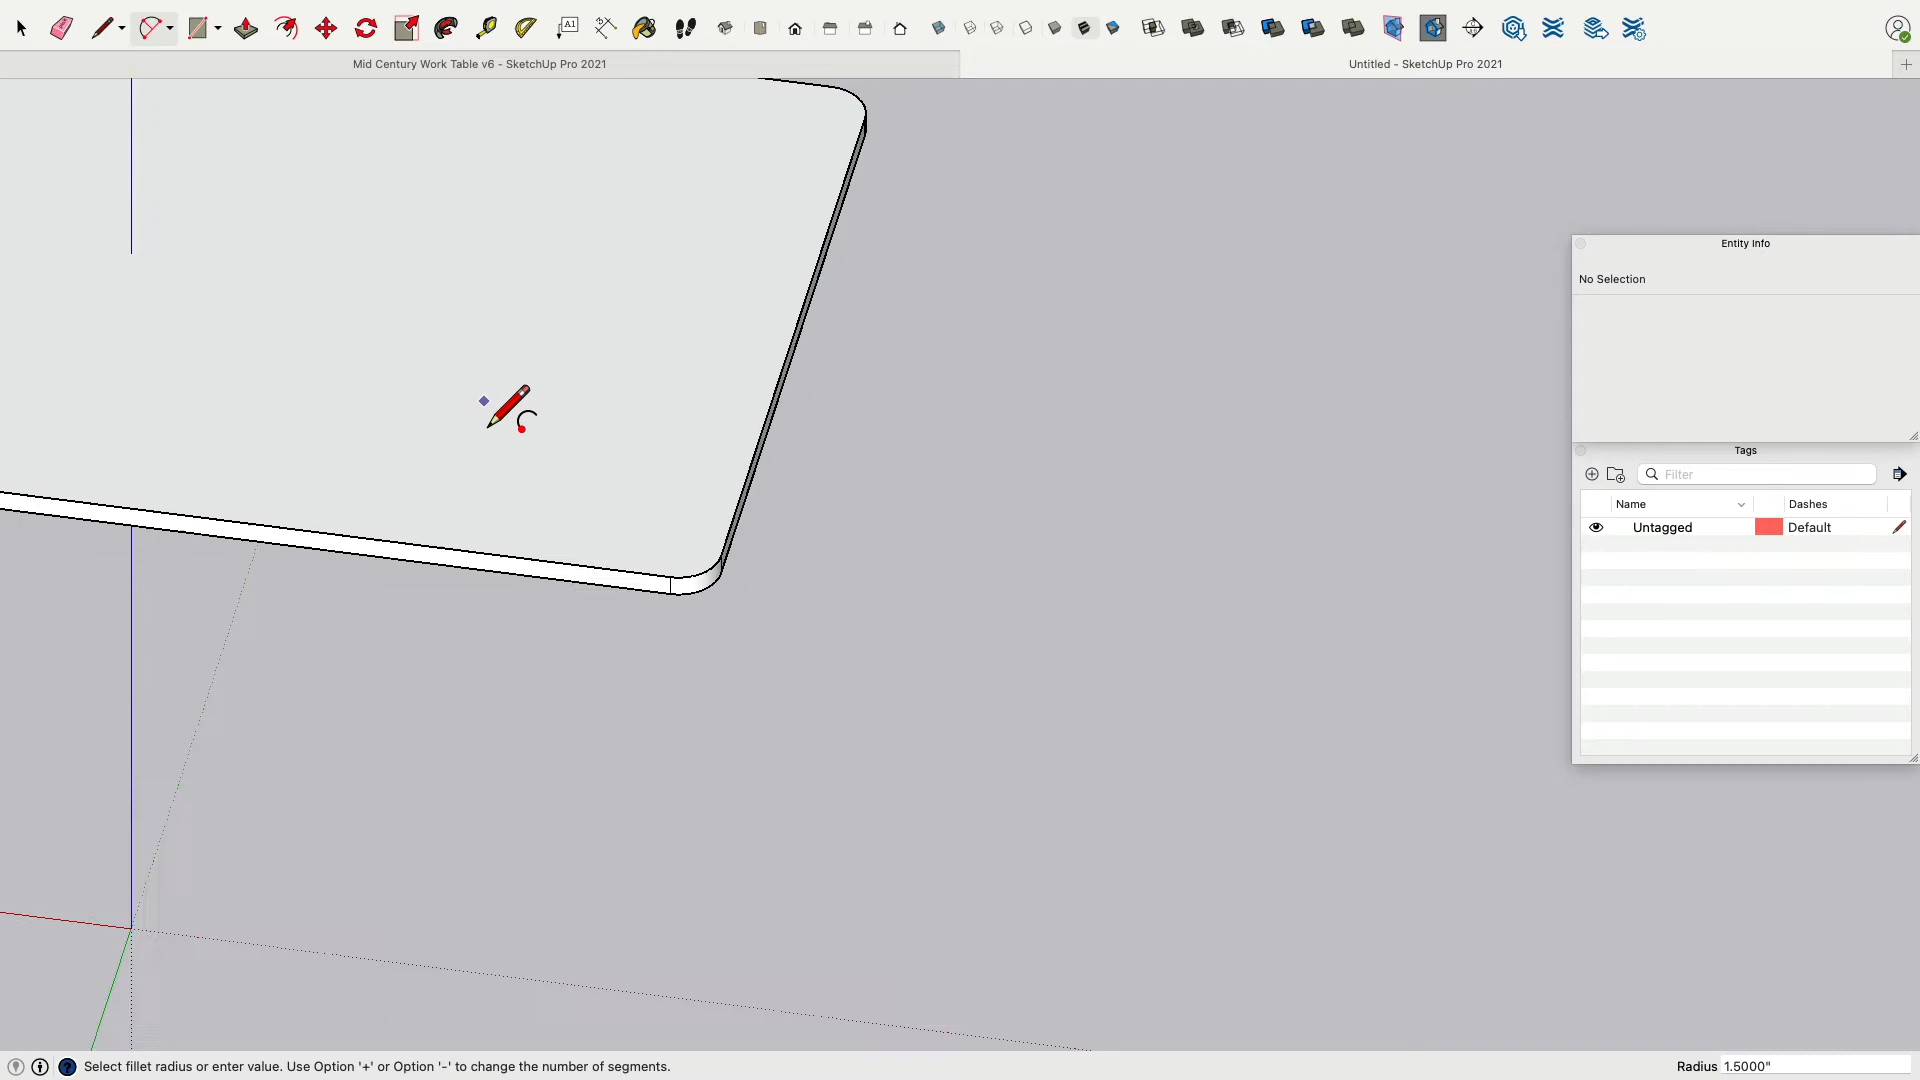 A1
Mid Century Work Table v6 - SketchUp Pro 2021
Untitled - SketchUp Pro 2021
Entity Info
No Selection
Tags
Filter
Name
Dashes
Untagged
Default
Select fillet radius or enter value. Use Option '+' or Option '-' to change the number of segments.
Radius 1.5000"